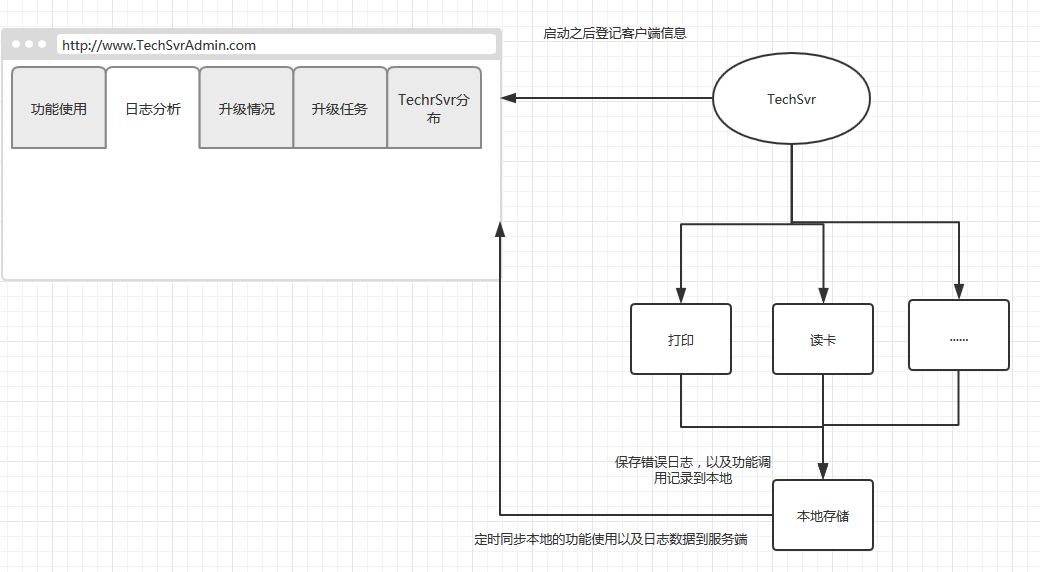 启动之后登记客户端信息
http://www.TechSvrAdmin.com
功能使用
日志分析
升级情况
升级任务
TechrSvr分
布
TechSvr
打印
读卡
......
保存错误日志，以及功能调
用记录到本地
本地存储
定时同步本地的功能使用以及日志数据到服务端